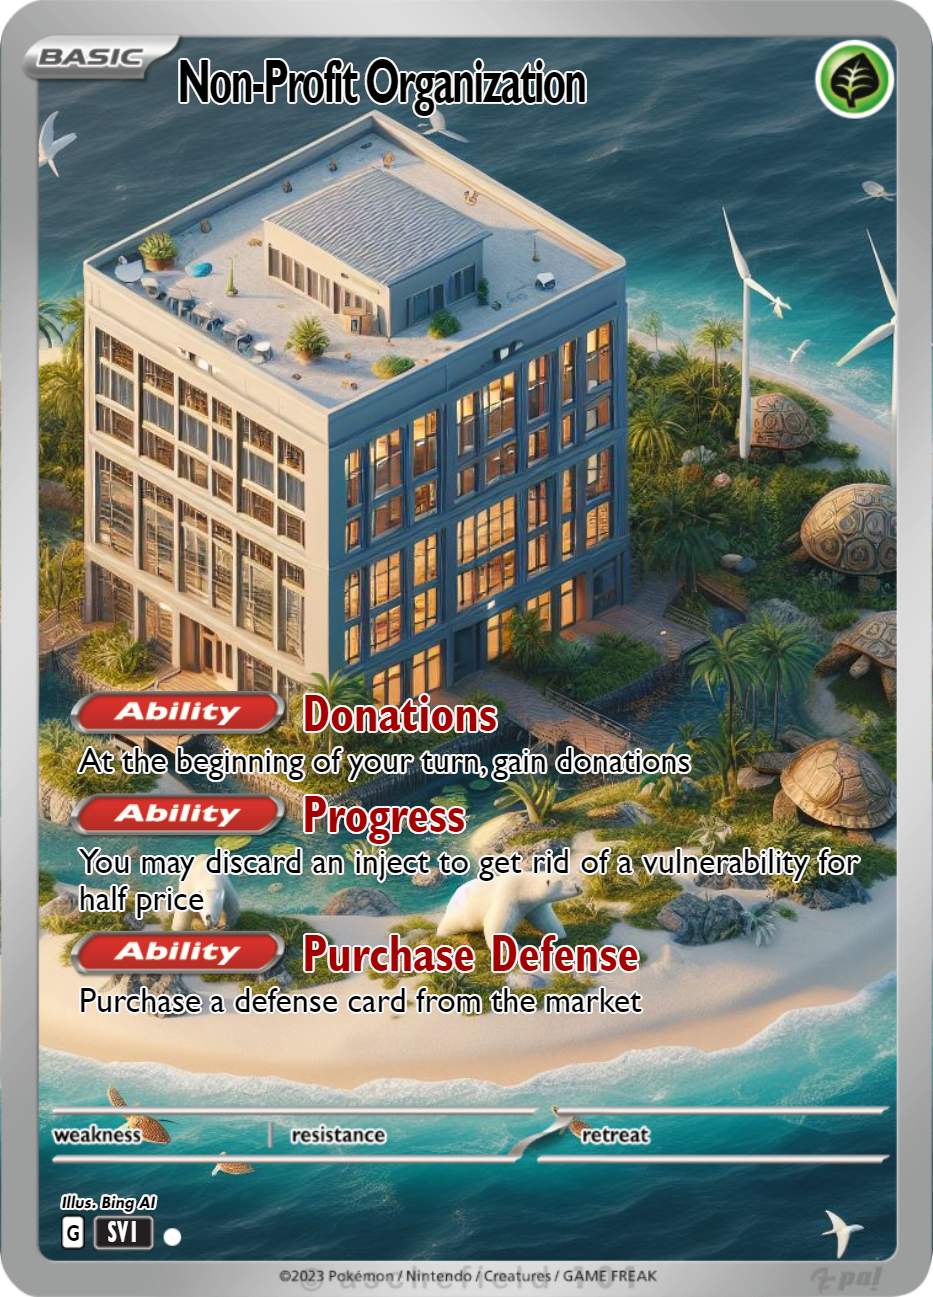 BASIC
Non-Profit Organization
Ability Donations
At the beginning of your turn, gain donations
Ability Progress
You may discard an inject to get rid of a vulnerability for
half price
Ability Purchase Defense
Purchase a defense card from the market
weakness resistance retreat
Illus. Bing AI
G SVI
©2023 Pokémon / Nintendo / Creatures / GAME FREAK